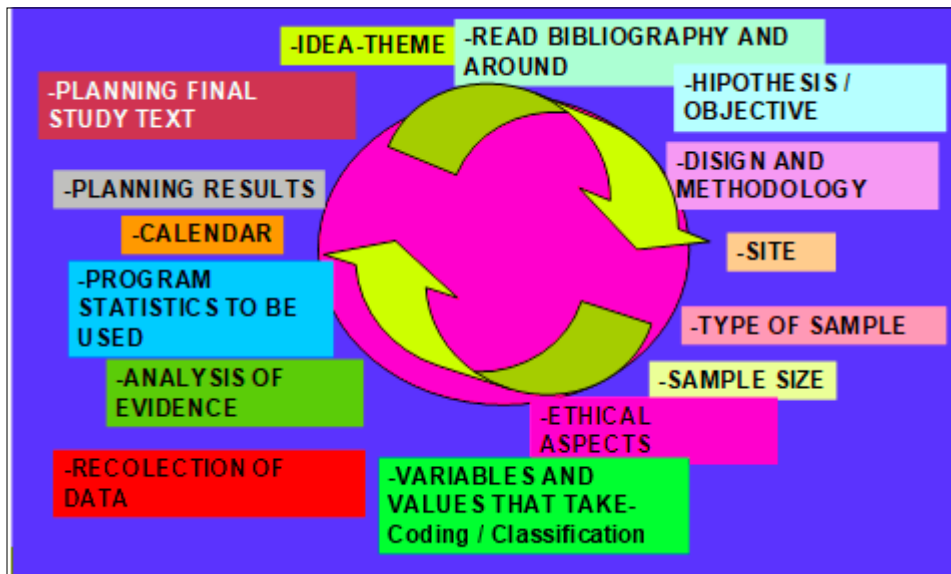 -IDEA-THEME
-READ BIBLIOGRAPHY AND
AROUND
-HIPOTHESIS /
OBJECTIVE
-DISIGN AND
METHODOLOGY
-SITE
-TYPE OF SAMPLE
-SAMPLE SIZE
-ETHICAL
ASPECTS
-VARIABLES AND
VALUES THAT TAKE-
Coding / Classification
-RECOLECTION OF
DATA
-ANALYSIS OF
EVIDENCE
-PROGRAM
STATISTICS TO BE
USED
-CALENDAR
-PLANNING RESULTS
-PLANNING FINAL
STUDY TEXT